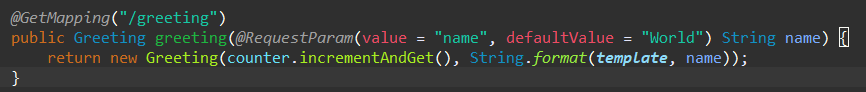 @GetMapping("/greeting")
public Greeting greeting(@RequestParam(value = "name", defaultValue = "World") String name) {
    return new Greeting(counter.incrementAndGet(), String.format(template, name));
}